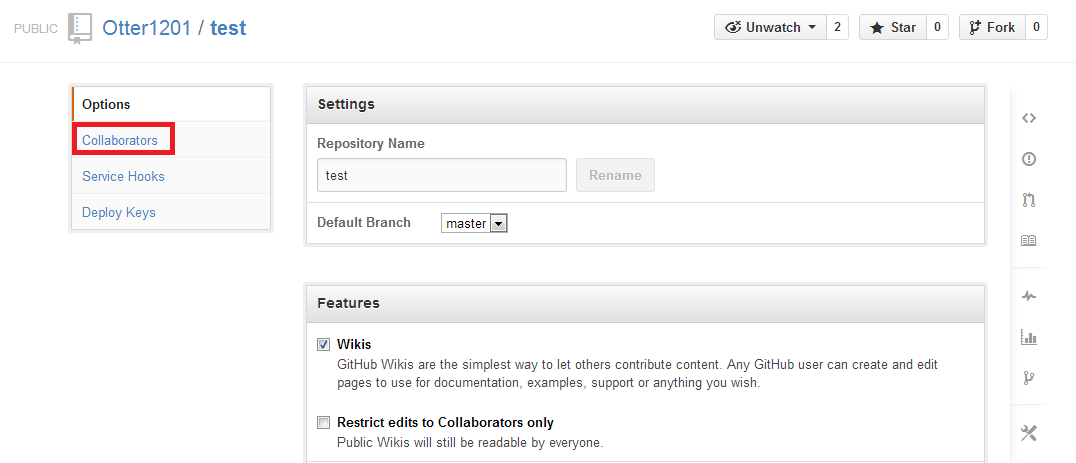 PUBLIC Otter1201 / test
Unwatch 2 Star 0 Fork 0
Options
Collaborators
Service Hooks
Deploy Keys
Settings
Repository Name
test Rename
Default Branch master
Features
Wikis
GitHub Wikis are the simplest way to let others contribute content. Any GitHub user can create and edit
pages to use for documentation, examples, support or anything you wish.
Restrict edits to Collaborators only
Public Wikis will still be readable by everyone.